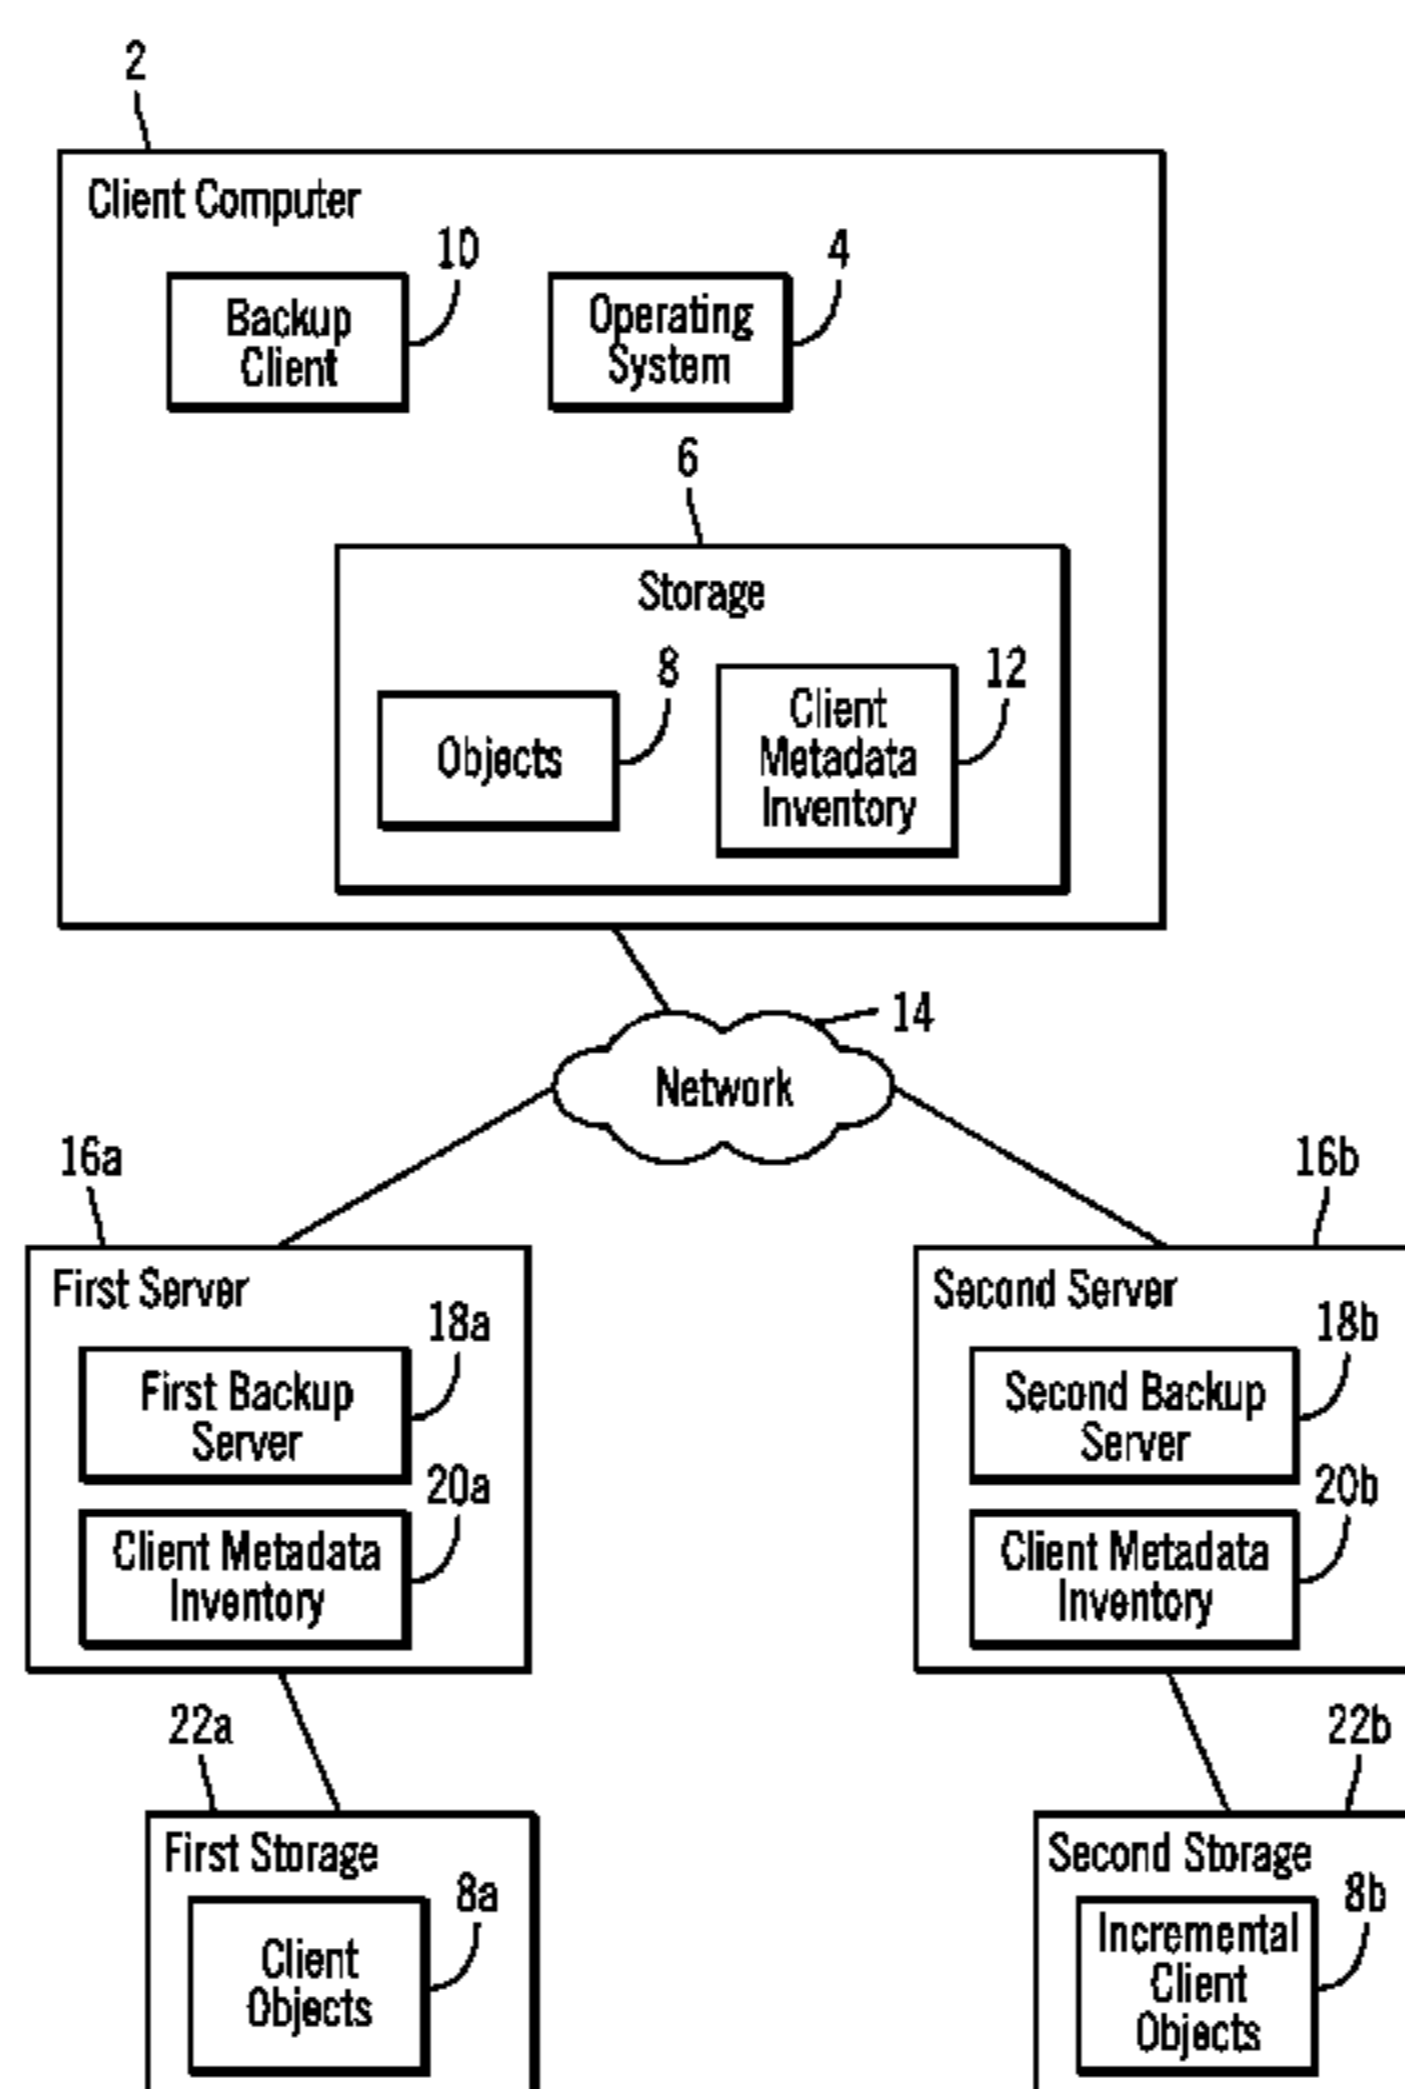 2
Client Computer
10
4
Backup
Client
Operating
System
6
Storage
8
12
Objects
Client
Metadata
Inventory
14
Network
16a
16b
First Server
Second Server
18a
18b
First Backup
Server
Second Backup
Server
20a
20b
Client Metadata
Inventory
Client Metadata
Inventory
22a
22b
First Storage
Second Storage
8a
8b
Client
Objects
Incremental
Client
Objects